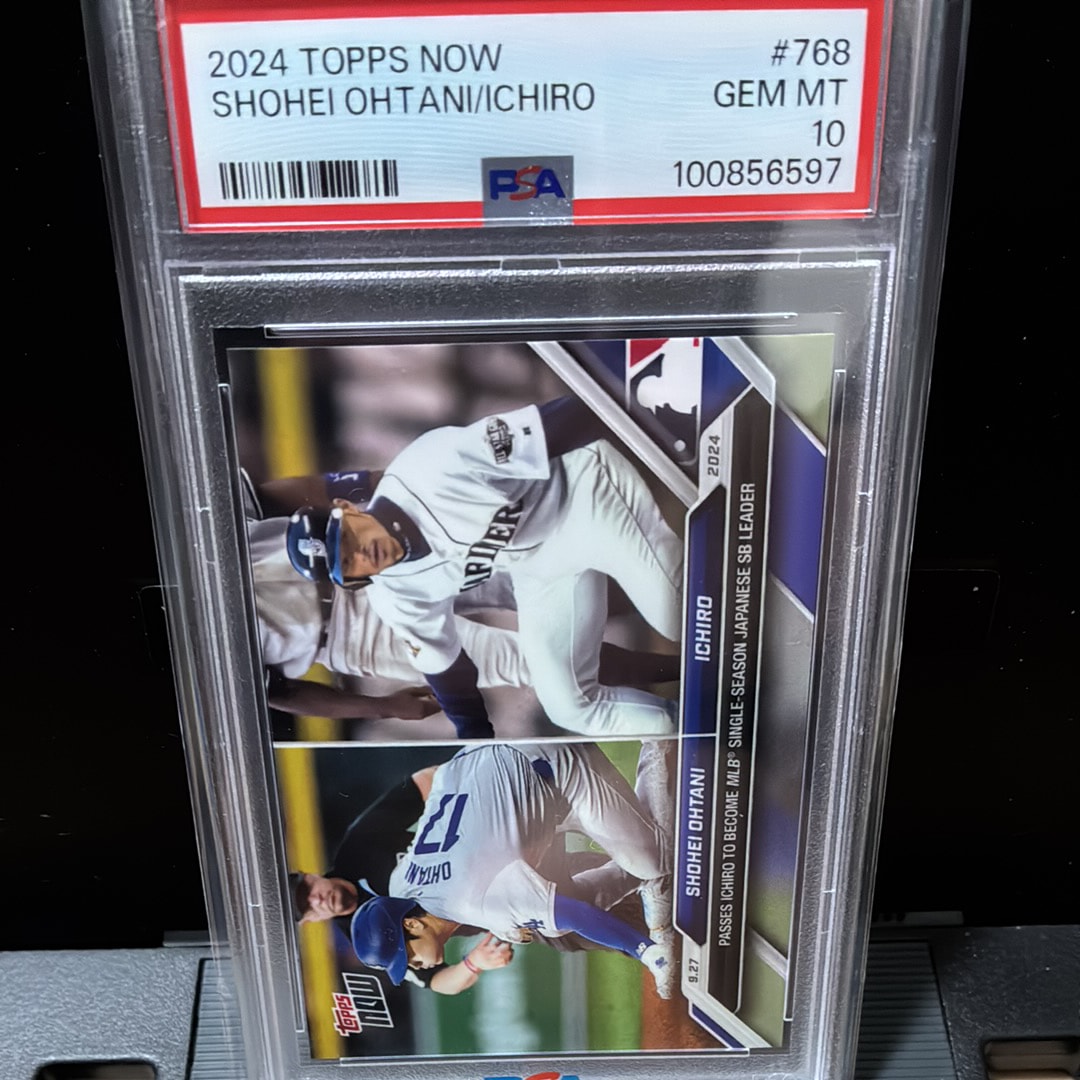 2024 TOPPS NOW #768
SHOHEI OHTANI/ICHIRO GEM MT
10
PSA 100856597
2024
ICHIRO
SHOHEI OHTANI
PASSES ICHIRO TO BECOME MLB® SINGLE-SEASON JAPANESE SB LEADER
9.27
OHTANI
17
topps
NOW
PSA